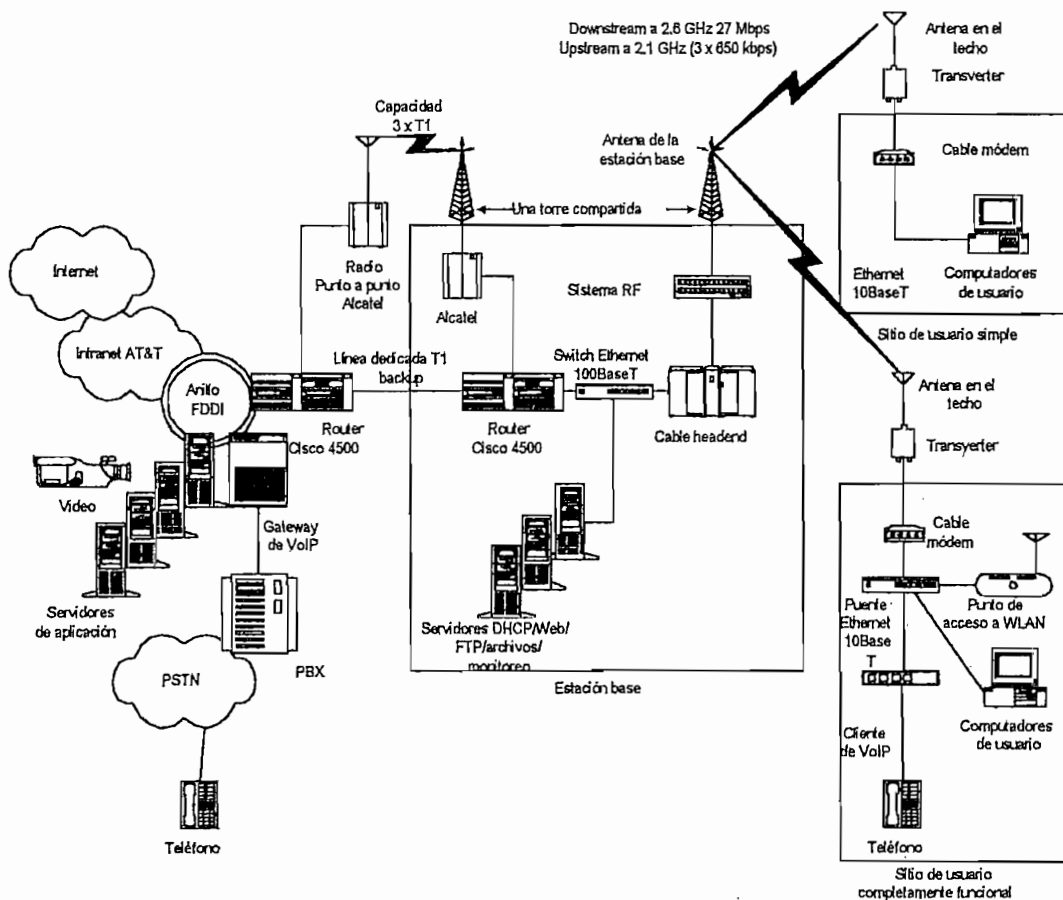 Downstream a 2.6 GHz 27 Mbps
Upstream a 2.1 GHz (3 x 650 kbps)
Antena en el
techo
Transverter
Capacidad
3 x T1
Antena de la
estación base
Cable módem
Una torre compartida
Internet
Radio
Punto a punto
Alcatel
Alcatel
Sistema RF
Ethernet
10BaseT
Computadores
de usuario
Sitio de usuario simple
Intranet AT&T
Línea dedicada T1
backup
Switch Ethernet
100BaseT
Anillo
FDDI
Antena en el
techo
Router
Cisco 4500
Router
Cisco 4500
Cable headend
Transyerter
Video
Gateway
de VoIP
Cable
módem
Servidores
de aplicación
Servidores DHCP/Web/
FTP/archivos/
monitoreo
Puente
Ethernet
10Base
T
Punto de
acceso a WLAN
PSTN
PBX
Estación base
Computadores
de usuario
Cliente
de VoIP
Teléfono
Teléfono
Sitio de usuario
completamente funcional